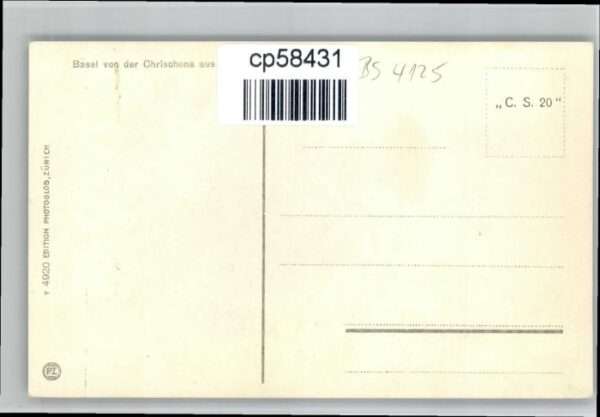 cp58431
Basel von der Chrischona aus
BS 4125
„C. S. 20"
4920 EDITION PHOTOGLOB, ZÜRICH
PZ